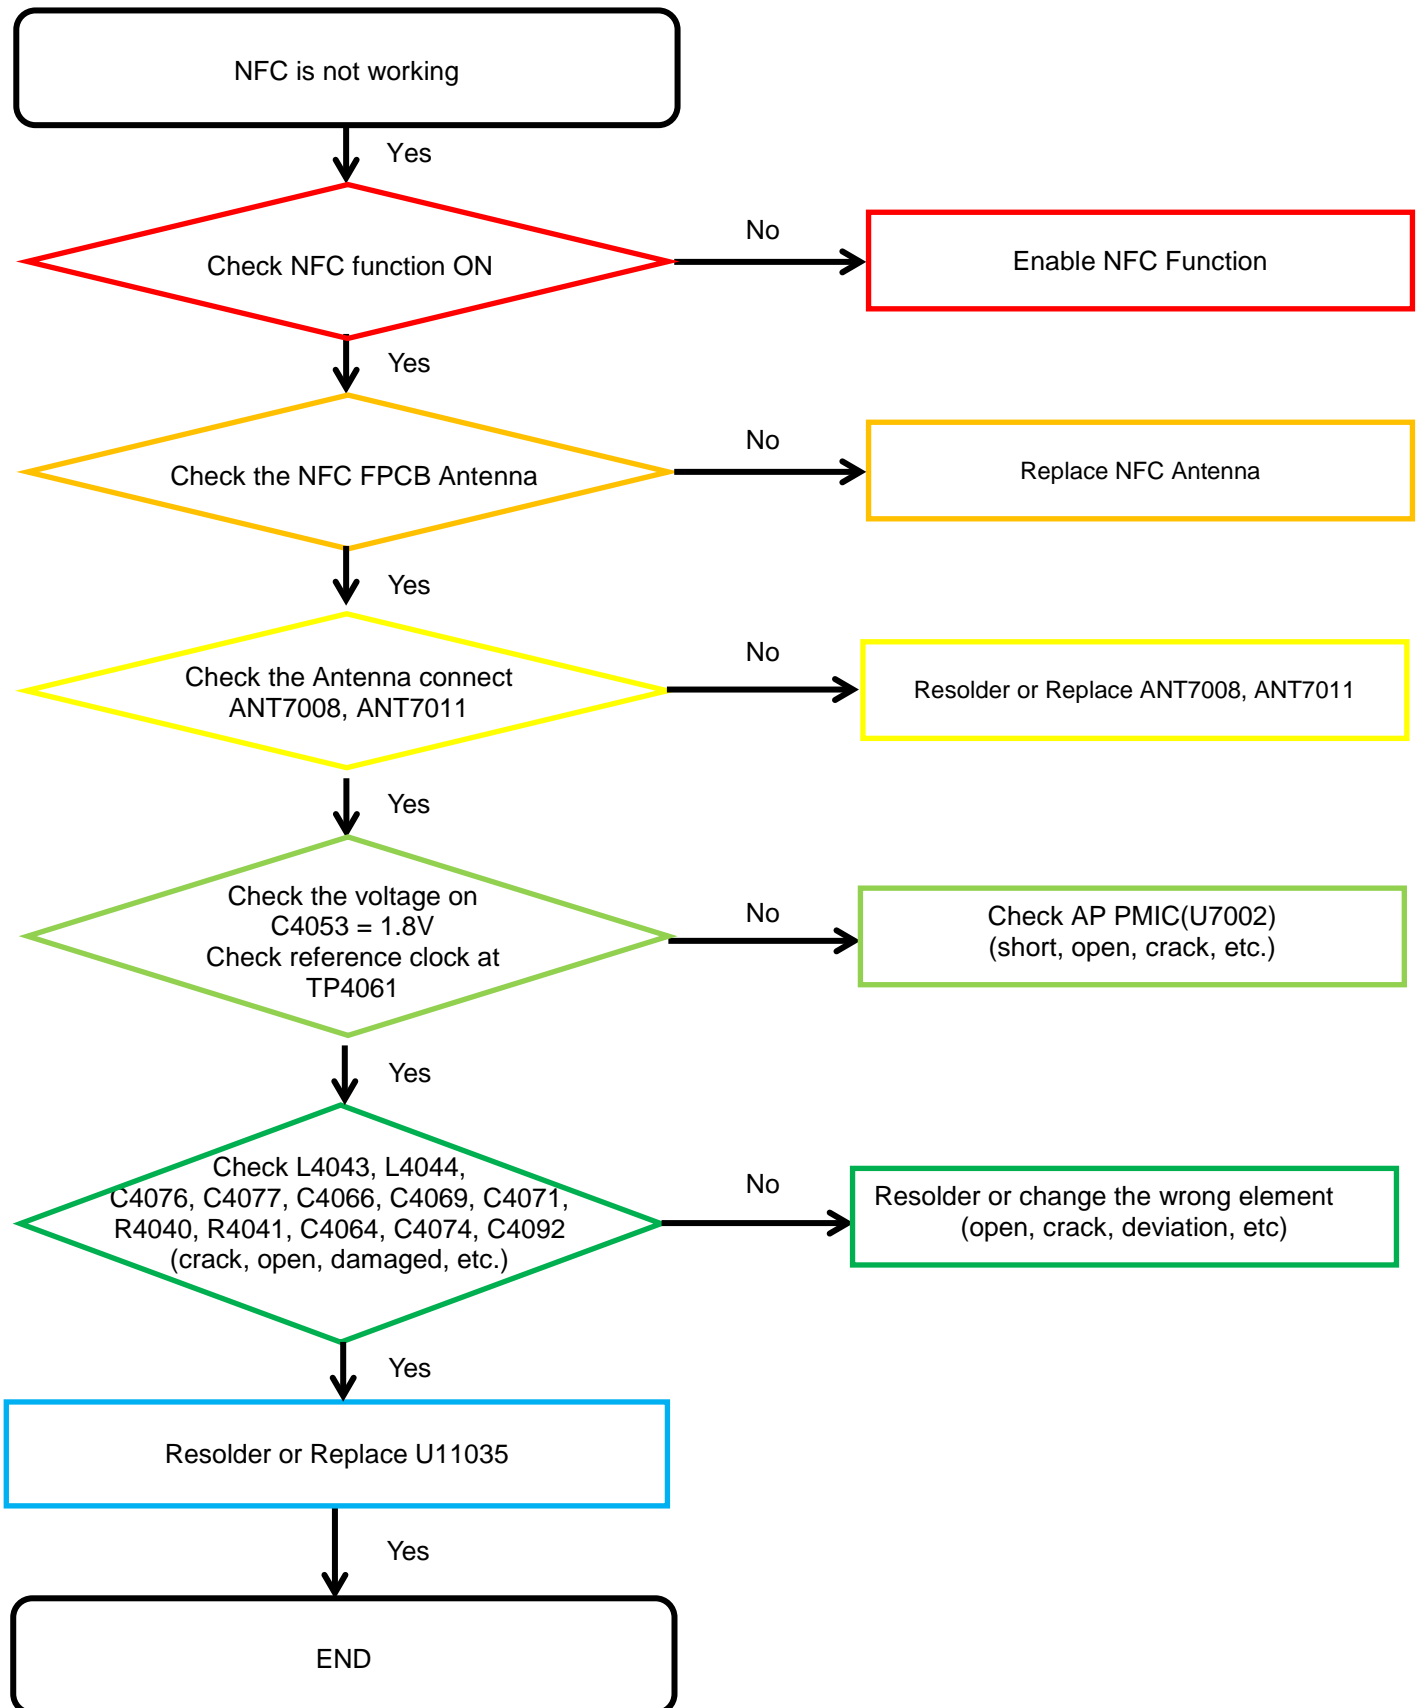 NFC is not working
Yes
Check NFC function ON
No
Enable NFC Function
Yes
Check the NFC FPCB Antenna
No
Replace NFC Antenna
Yes
Check the Antenna connect
ANT7008, ANT7011
No
Resolder or Replace ANT7008, ANT7011
Yes
Check the voltage on
C4053 = 1.8V
Check reference clock at
TP4061
No
Check AP PMIC(U7002)
(short, open, crack, etc.)
Yes
Check L4043, L4044,
C4076, C4077, C4066, C4069, C4071,
R4040, R4041, C4064, C4074, C4092
(crack, open, damaged, etc.)
No
Resolder or change the wrong element
(open, crack, deviation, etc)
Yes
Resolder or Replace U11035
Yes
END